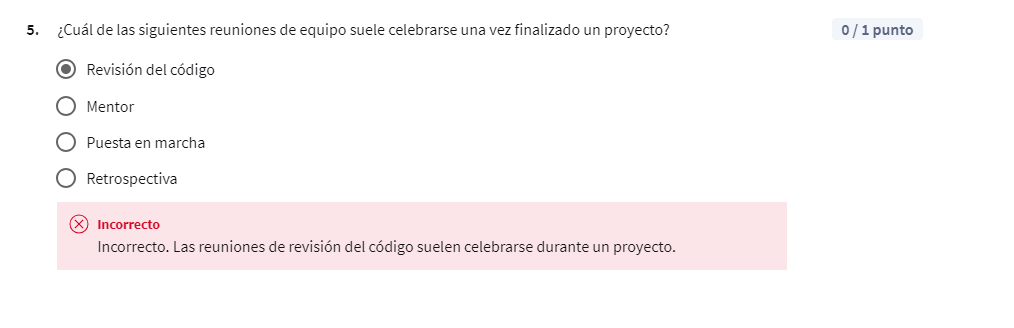 5. ¿Cuál de las siguientes reuniones de equipo suele celebrarse una vez finalizado un proyecto? 0 / 1 punto
Revisión del código
Mentor
Puesta en marcha
Retrospectiva
Incorrecto
Incorrecto. Las reuniones de revisión del código suelen celebrarse durante un proyecto.